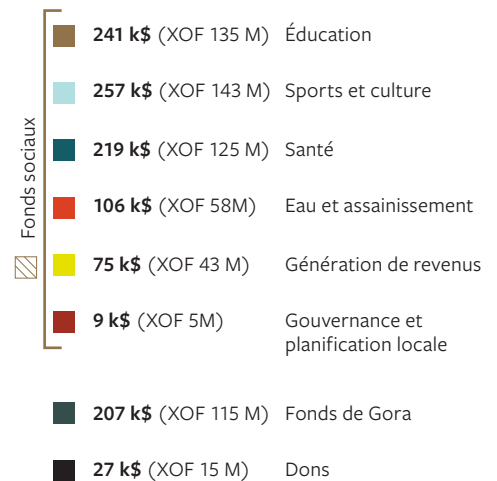 Fonds sociaux
241 k$ (XOF 135 M) Éducation
257 k$ (XOF 143 M) Sports et culture
219 k$ (XOF 125 M) Santé
106 k$ (XOF 58M) Eau et assainissement
75 k$ (XOF 43 M) Génération de revenus
9 k$ (XOF 5M) Gouvernance et
planification locale
207 k$ (XOF 115 M) Fonds de Gora
27 k$ (XOF 15 M) Dons